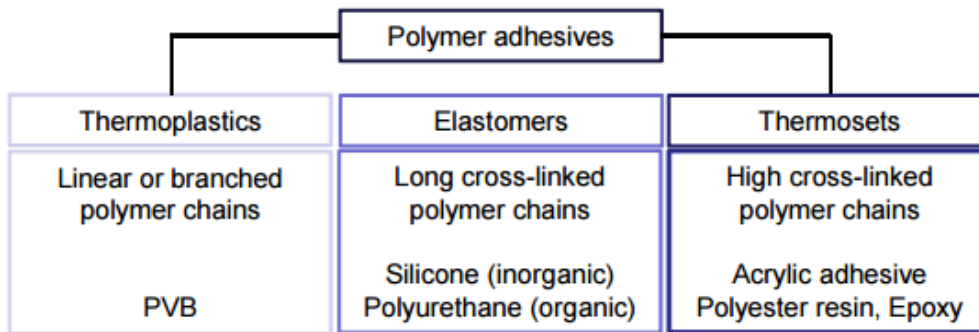 Polymer adhesives
Thermoplastics
Linear or branched
polymer chains
PVB
Elastomers
Long cross-linked
polymer chains
Silicone (inorganic)
Polyurethane (organic)
Thermosets
High cross-linked
polymer chains
Acrylic adhesive
Polyester resin, Epoxy